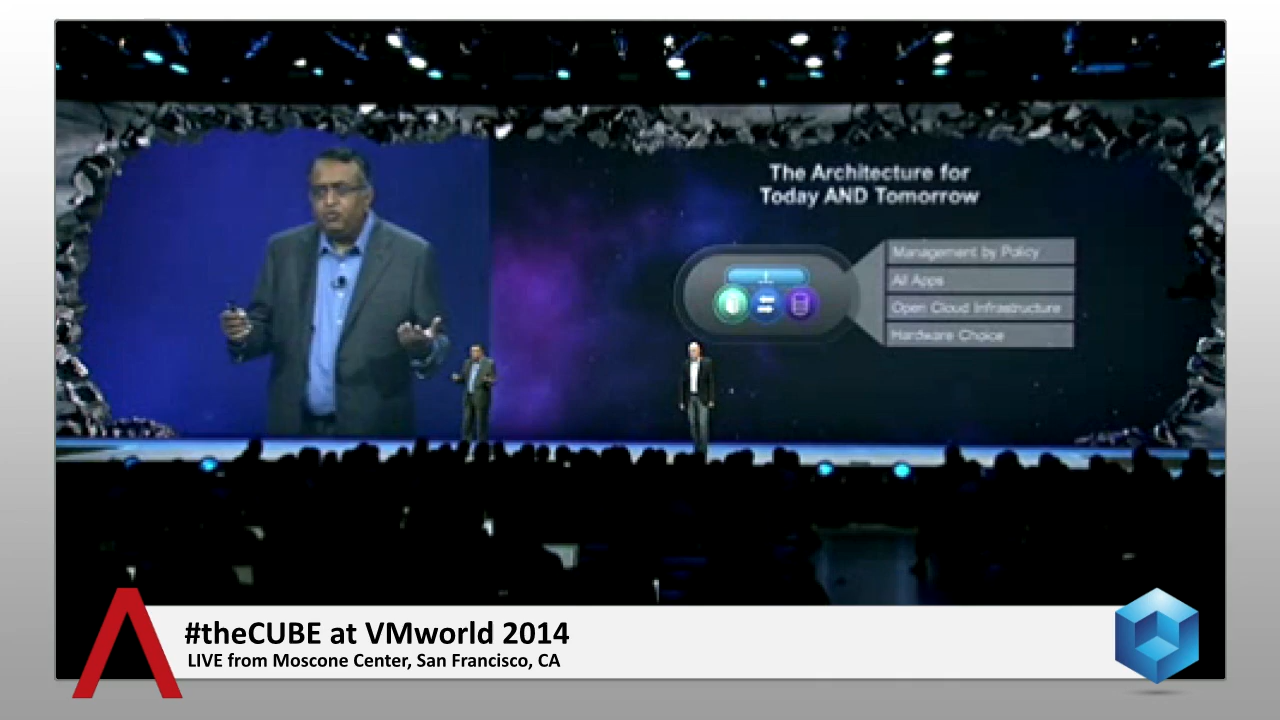 The Architecture for
Today AND Tomorrow
Management by Policy
All Apps
Open Cloud Infrastructure
Hardware Choice
#theCUBE at VMworld 2014
LIVE from Moscone Center, San Francisco, CA